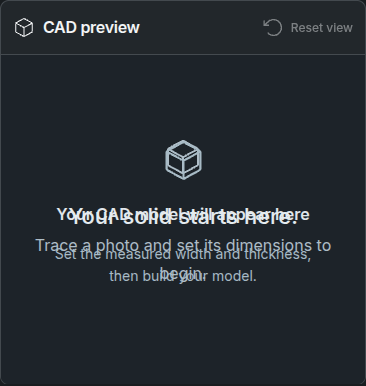 CAD preview
Reset view
Your CAD model will appear here
Your solid starts here.
Trace a photo and set its dimensions to
begin.
Set the measured width and thickness,
then build your model.